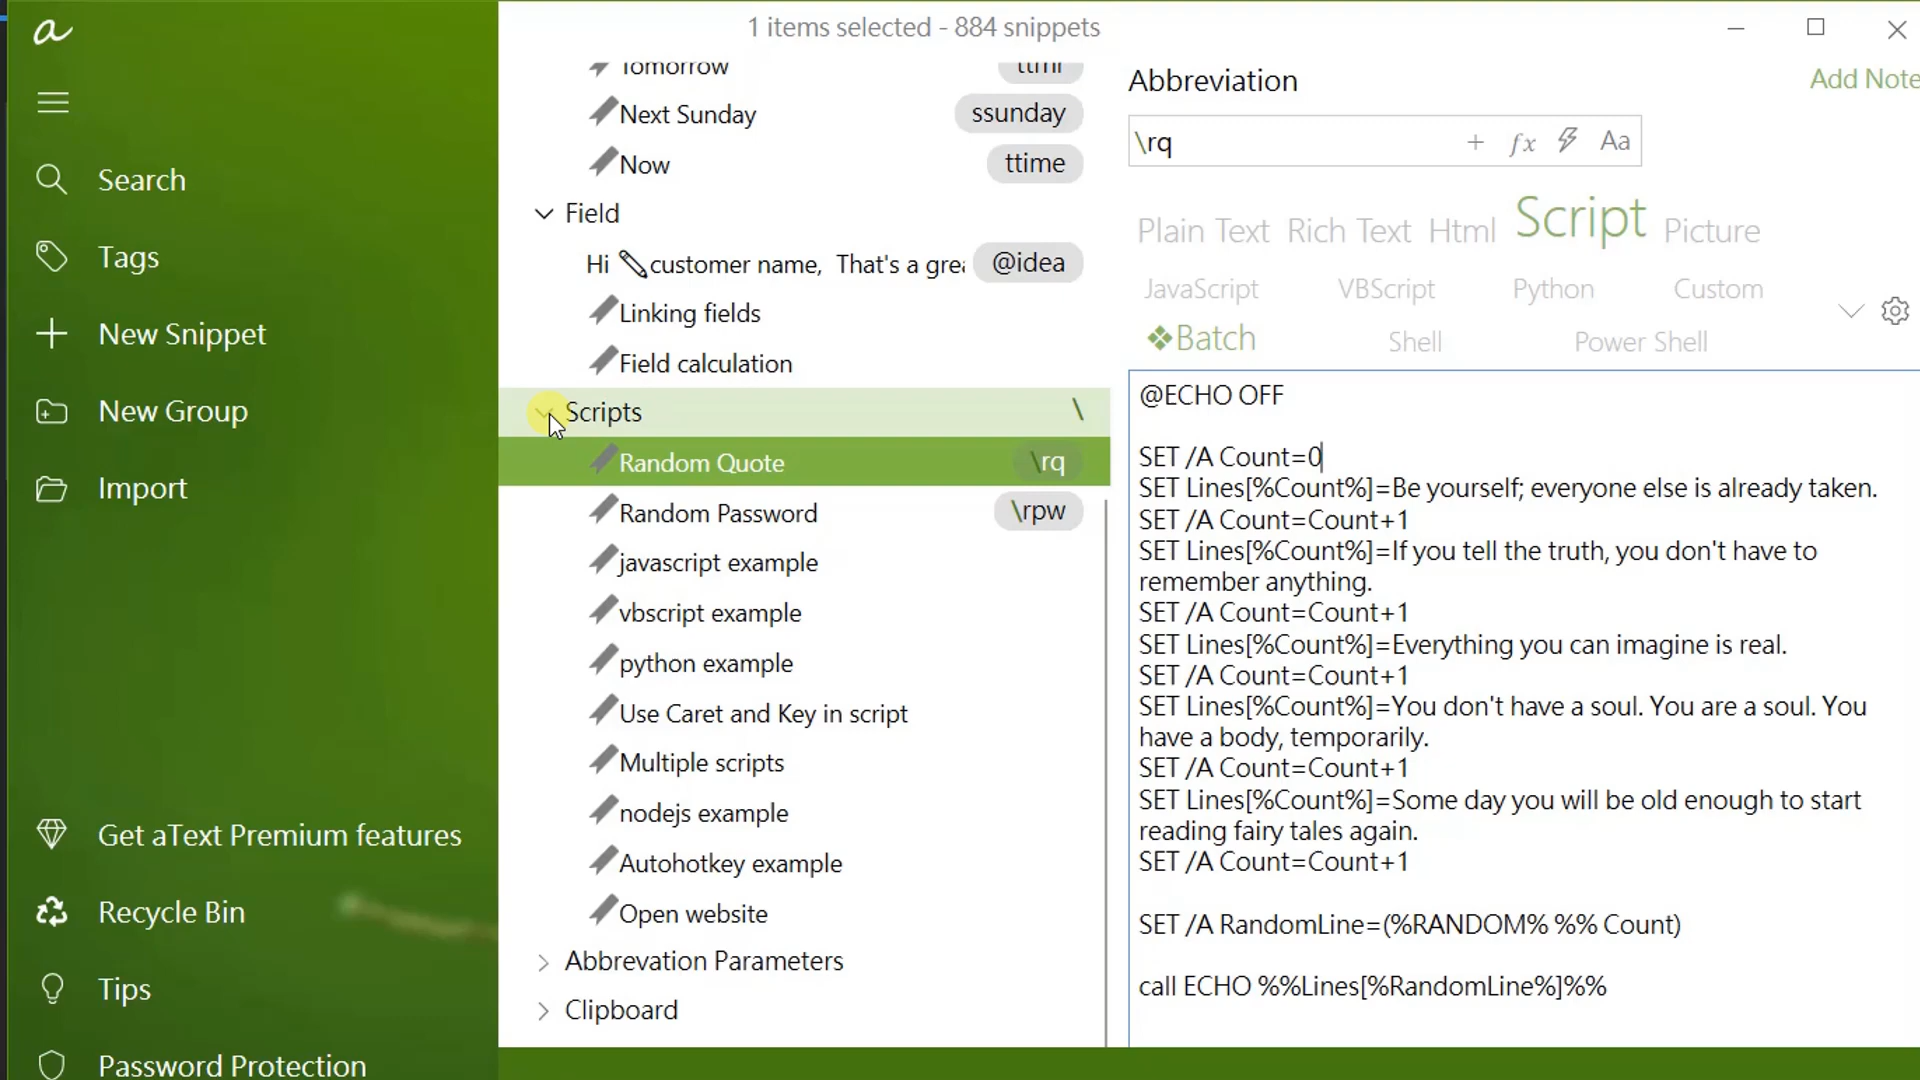 a
1 items selected - 884 snippets
Search
Tags
New Snippet
New Group
Import
Get aText Premium features
Recycle Bin
Tips
Password Protection
Tomorrow
Next Sunday ssunday
Now ttime
Field
Hi customer name, That's a grea @idea
Linking fields
Field calculation
Scripts \
Random Quote \rq
Random Password \rpw
javascript example
vbscript example
python example
Use Caret and Key in script
Multiple scripts
nodejs example
Autohotkey example
Open website
Abbrevation Parameters
Clipboard
Abbreviation Add Note
\rq + ƒx Aa
Plain Text Rich Text Html Script Picture
JavaScript VBScript Python Custom
Batch Shell Power Shell
@ECHO OFF
SET /A Count=0
SET Lines[%Count%]=Be yourself; everyone else is already taken.
SET /A Count=Count+1
SET Lines[%Count%]=If you tell the truth, you don't have to
remember anything.
SET /A Count=Count+1
SET Lines[%Count%]=Everything you can imagine is real.
SET /A Count=Count+1
SET Lines[%Count%]=You don't have a soul. You are a soul. You
have a body, temporarily.
SET /A Count=Count+1
SET Lines[%Count%]=Some day you will be old enough to start
reading fairy tales again.
SET /A Count=Count+1
SET /A RandomLine=(%RANDOM% %% Count)
call ECHO %%Lines[%RandomLine%]%%